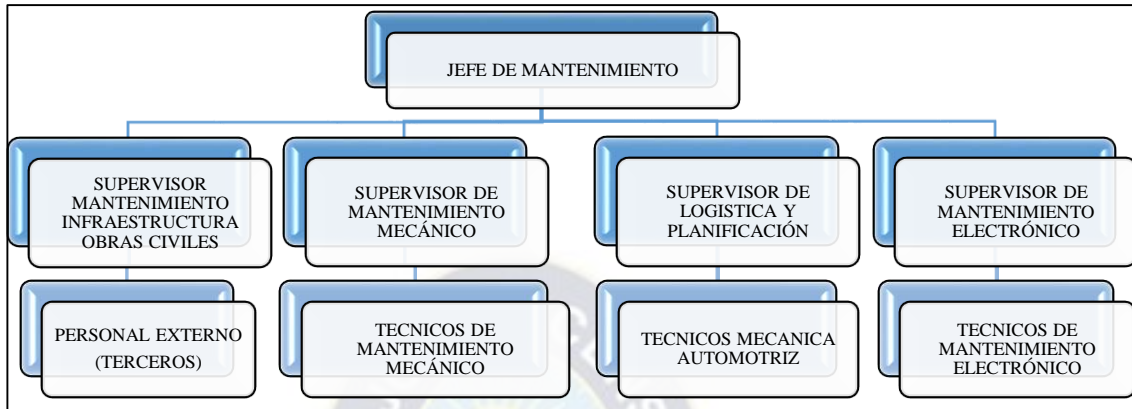 JEFE DE MANTENIMIENTO
SUPERVISOR
MANTENIMIENTO
INFRAESTRUCTURA
OBRAS CIVILES
SUPERVISOR DE
MANTENIMIENTO
MECÁNICO
SUPERVISOR DE
LOGISTICA Y
PLANIFICACIÓN
SUPERVISOR DE
MANTENIMIENTO
ELECTRÓNICO
PERSONAL EXTERNO
(TERCEROS)
TECNICOS DE
MANTENIMIENTO
MECÁNICO
TECNICOS MECANICA
AUTOMOTRIZ
TECNICOS DE
MANTENIMIENTO
ELECTRÓNICO